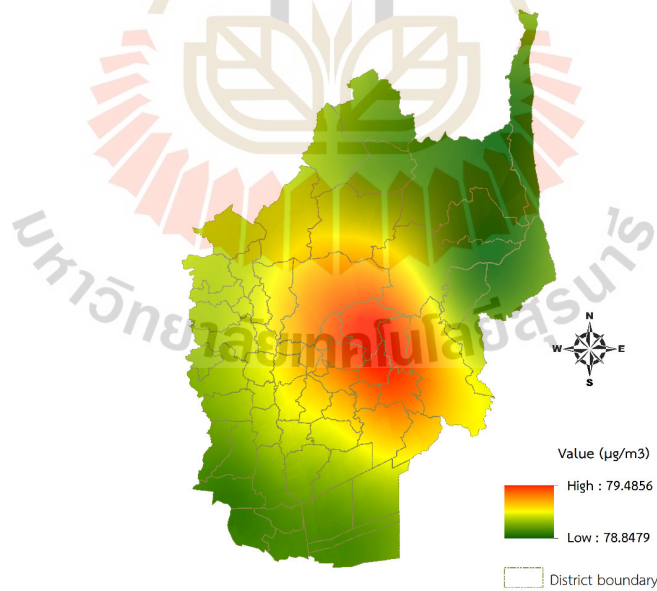 มหาวิทยาลัยเทคโนโลยีสุรนารี
N
W E
S
Value (µg/m3)
High : 79.4856
Low : 78.8479
District boundary